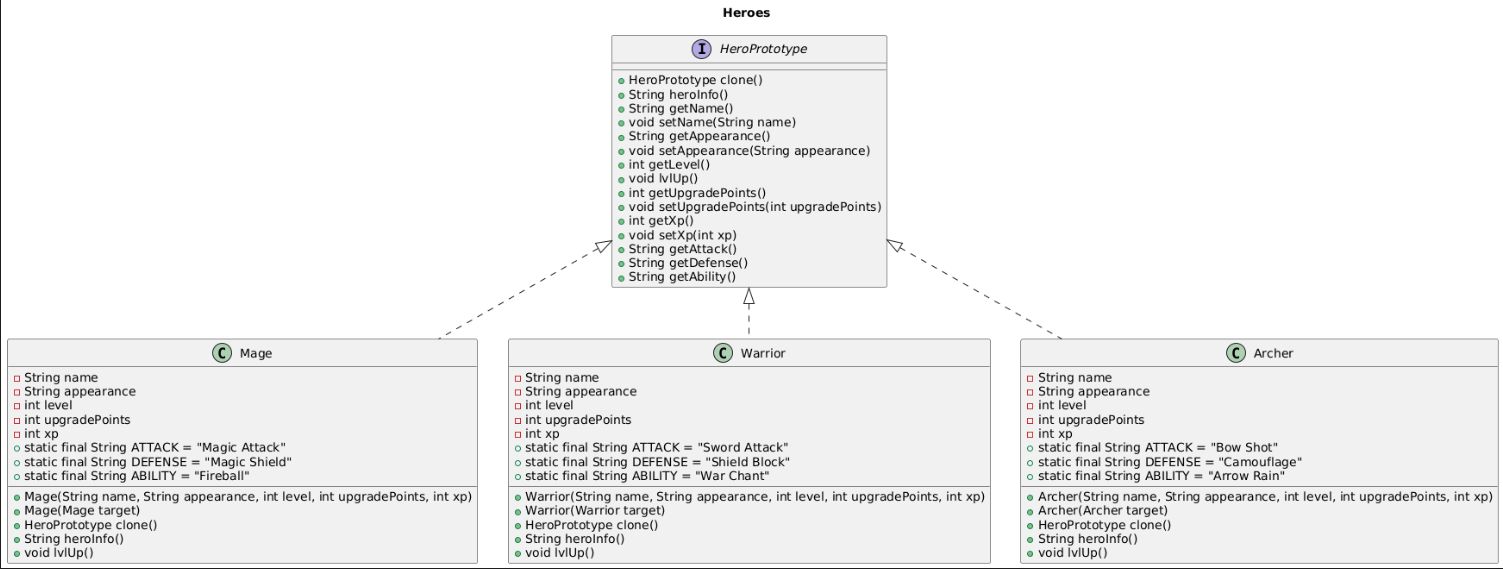 Heroes
I HeroPrototype
HeroPrototype clone()
String heroInfo()
String getName()
void setName(String name)
String getAppearance()
void setAppearance(String appearance)
int getLevel()
void lvlUp()
int getUpgradePoints()
void setUpgradePoints(int upgradePoints)
int getXp()
void setXp(int xp)
String getAttack()
String getDefense()
String getAbility()
C Mage
String name
String appearance
int level
int upgradePoints
int xp
static final String ATTACK = "Magic Attack"
static final String DEFENSE = "Magic Shield"
static final String ABILITY = "Fireball"
Mage(String name, String appearance, int level, int upgradePoints, int xp)
Mage(Mage target)
HeroPrototype clone()
String heroInfo()
void lvlUp()
C Warrior
String name
String appearance
int level
int upgradePoints
int xp
static final String ATTACK = "Sword Attack"
static final String DEFENSE = "Shield Block"
static final String ABILITY = "War Chant"
Warrior(String name, String appearance, int level, int upgradePoints, int xp)
Warrior(Warrior target)
HeroPrototype clone()
String heroInfo()
void lvlUp()
C Archer
String name
String appearance
int level
int upgradePoints
int xp
static final String ATTACK = "Bow Shot"
static final String DEFENSE = "Camouflage"
static final String ABILITY = "Arrow Rain"
Archer(String name, String appearance, int level, int upgradePoints, int xp)
Archer(Archer target)
HeroPrototype clone()
String heroInfo()
void lvlUp()